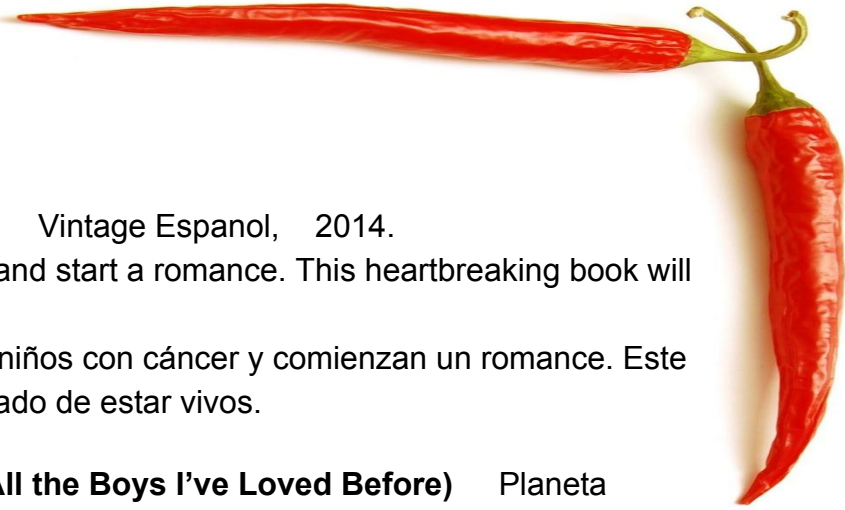 Vintage Espanol, 2014.
and start a romance. This heartbreaking book will
niños con cáncer y comienzan un romance. Este
ado de estar vivos.
All the Boys I’ve Loved Before) Planeta